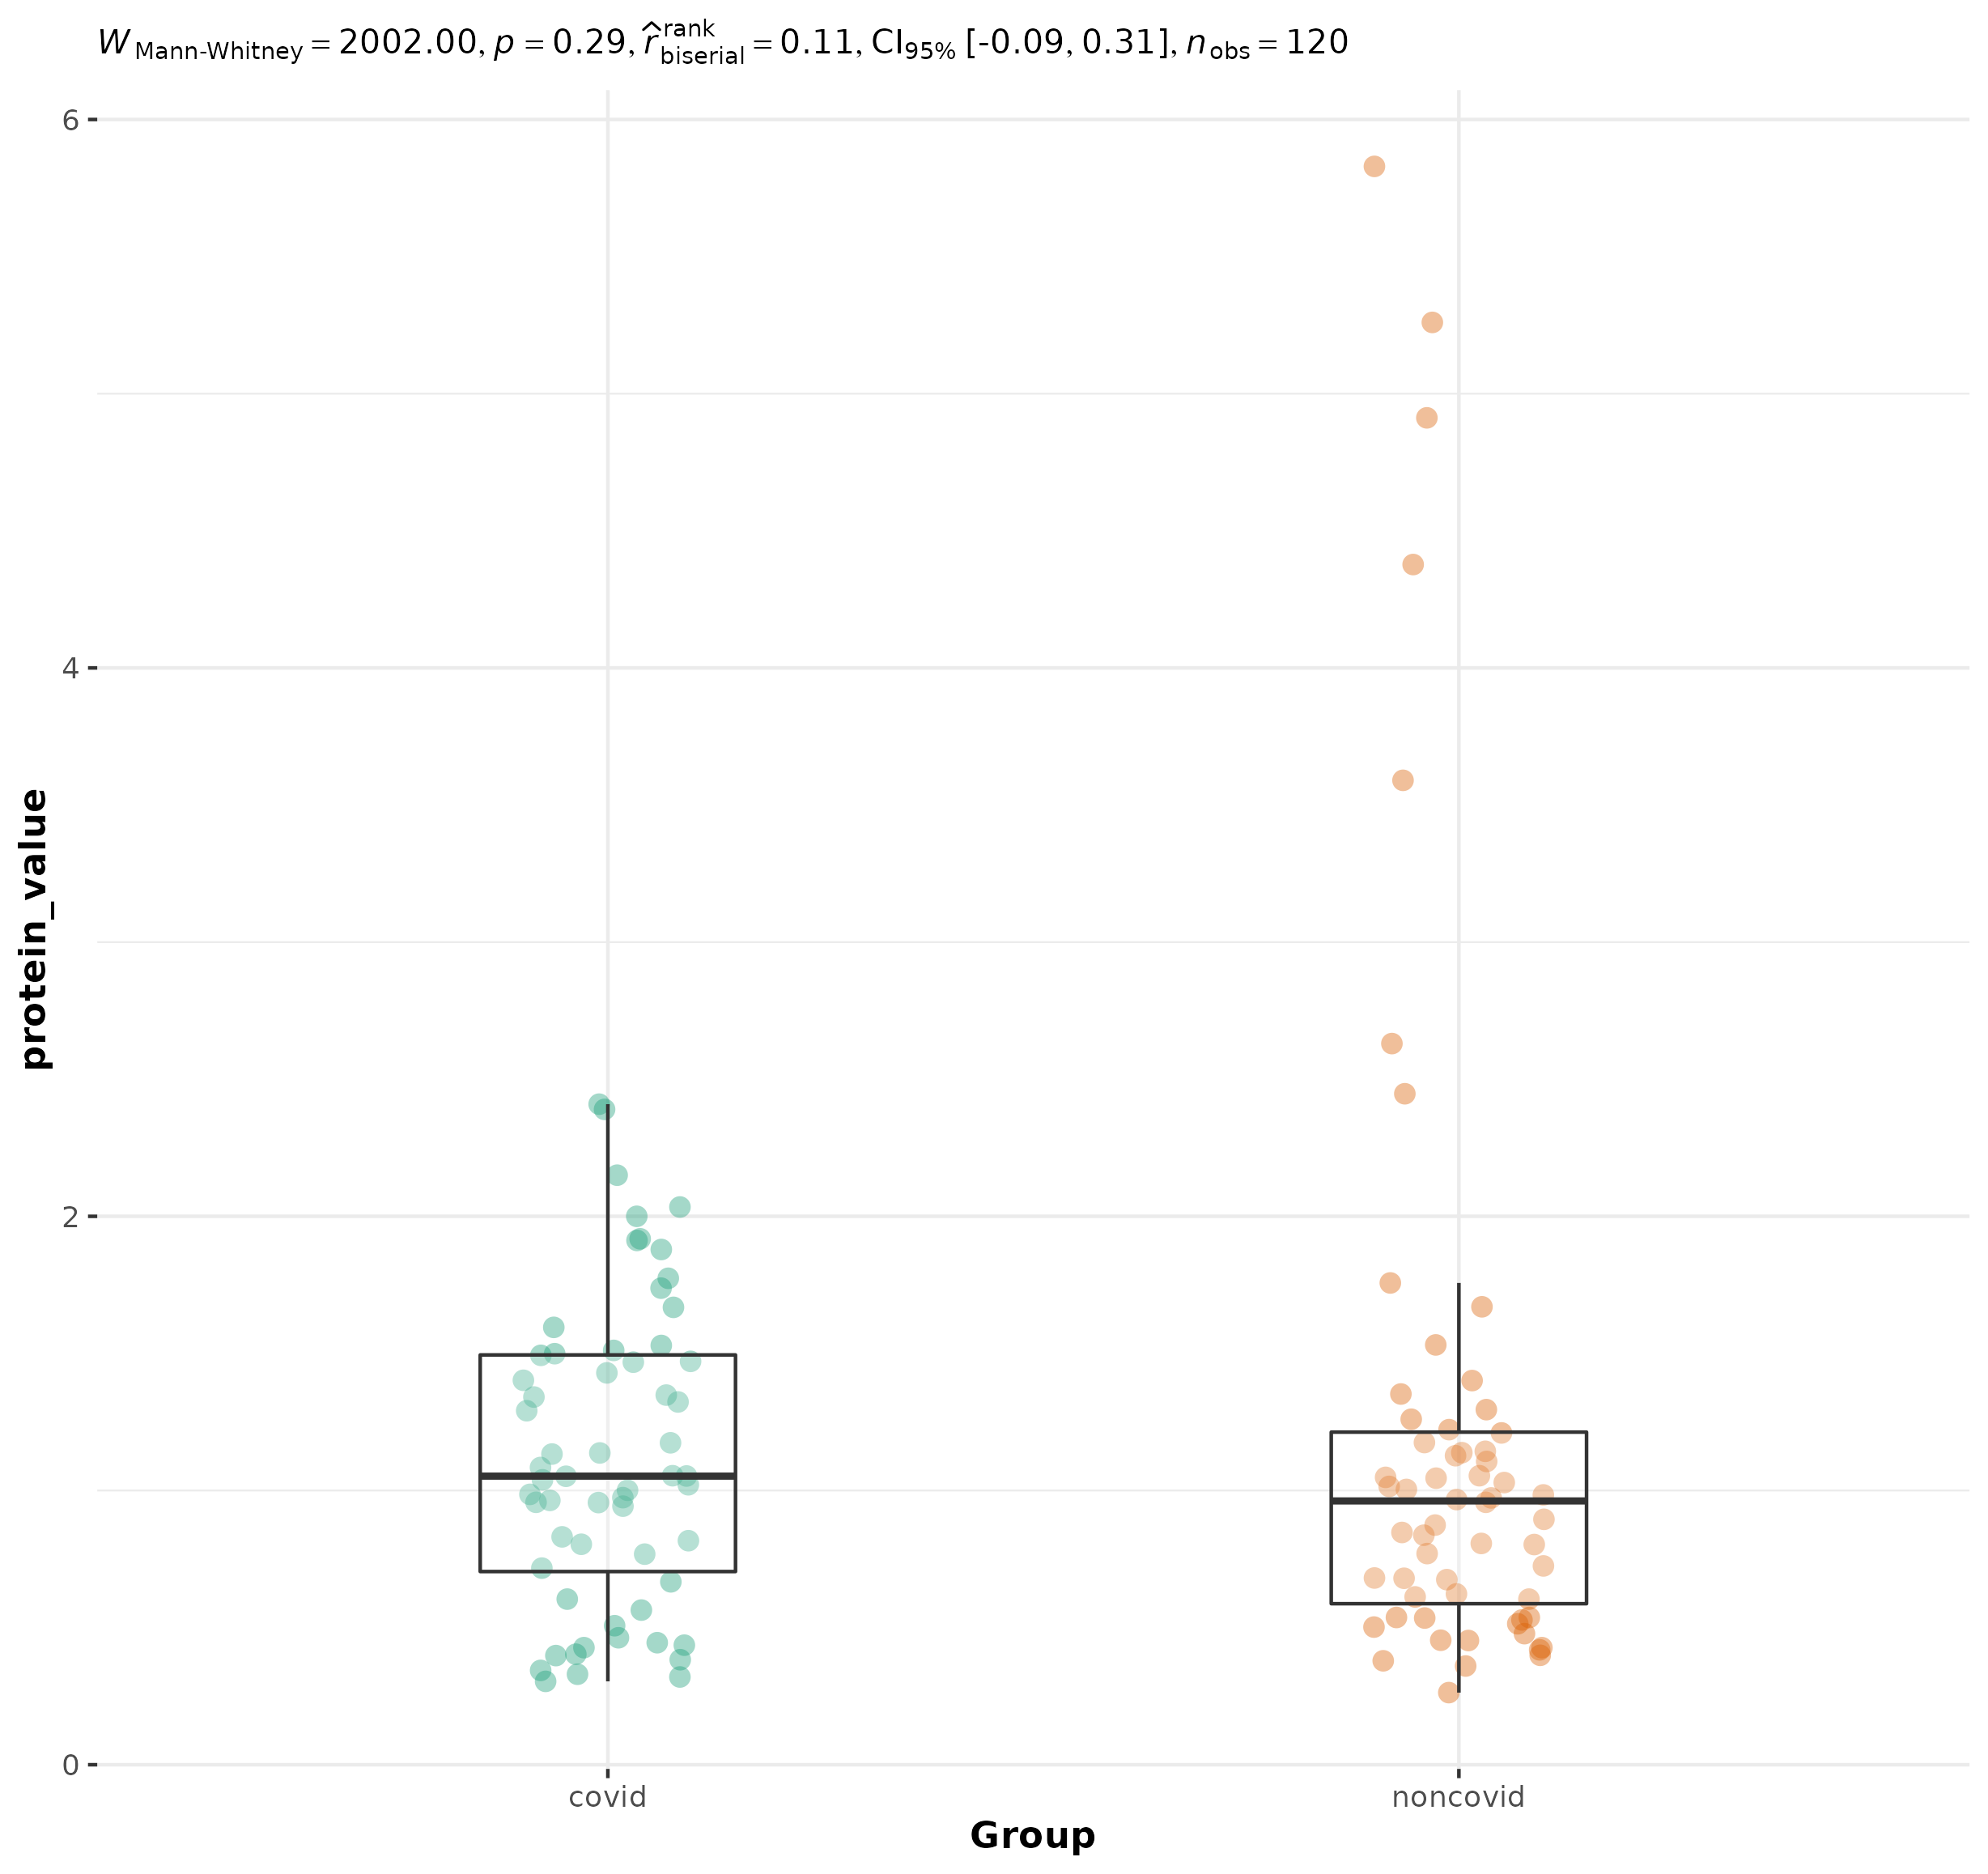 W Mann-Whitney = 2002.00, p = 0.29, r̂ rank biserial = 0.11, CI95% [-0.09, 0.31], n obs = 120
6
4
2
0
protein_value
covid noncovid
Group